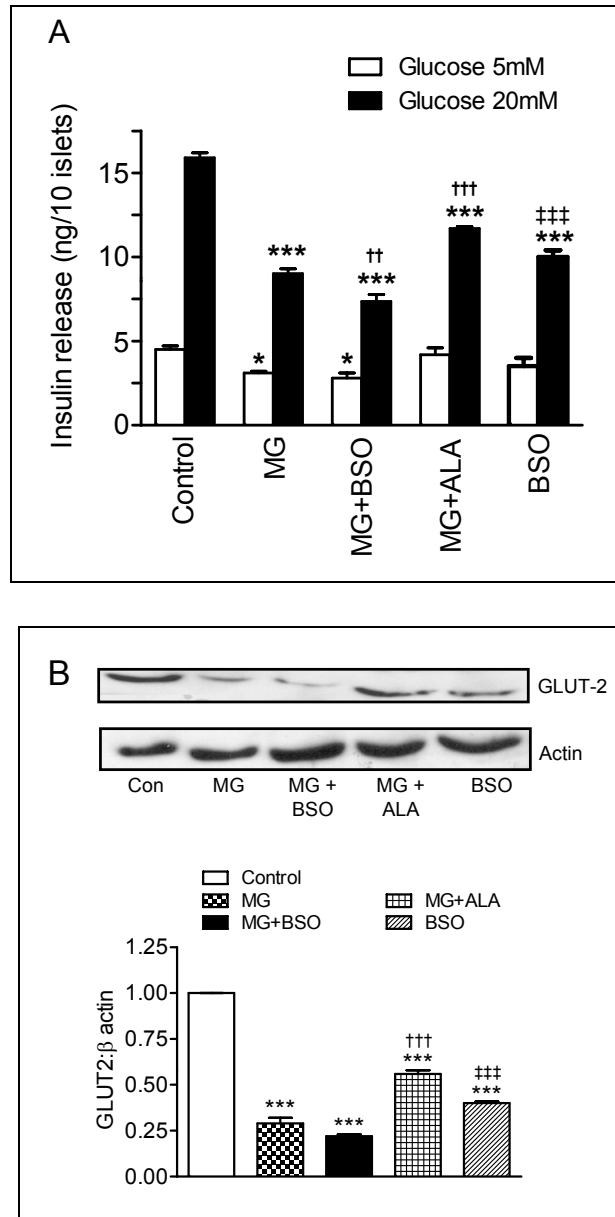 A
Glucose 5mM
Glucose 20mM
Insulin release (ng/10 islets)
15
10
5
0
*
***
*
††
***
†††
***
‡‡‡
***
Control
MG
MG+BSO
MG+ALA
BSO
B
GLUT-2
Actin
Con MG MG + BSO MG + ALA BSO
Control
MG MG+ALA
MG+BSO BSO
GLUT2:β actin
1.25
1.00
0.75
0.50
0.25
0.00
***
***
†††
***
‡‡‡
***